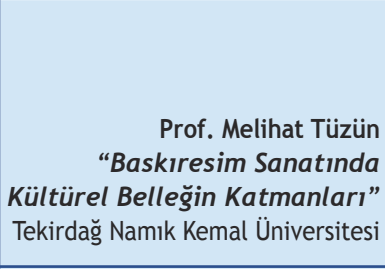 Prof. Melihat Tüzün
“Baskıresim Sanatında
Kültürel Belleğin Katmanları”
Tekirdağ Namık Kemal Üniversitesi